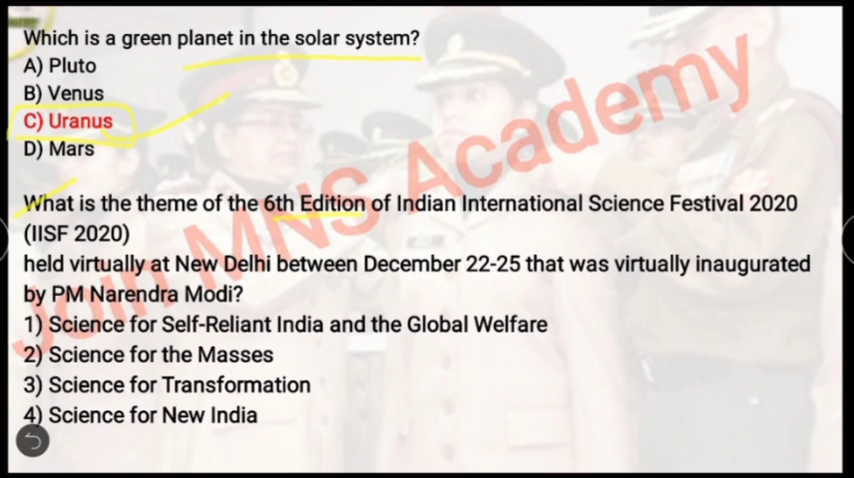 Which is a green planet in the solar system?
A) Pluto
B) Venus
C) Uranus
D) Mars
What is the theme of the 6th Edition of Indian International Science Festival 2020
(IISF 2020)
held virtually at New Delhi between December 22-25 that was virtually inaugurated
by PM Narendra Modi?
1) Science for Self-Reliant India and the Global Welfare
2) Science for the Masses
3) Science for Transformation
4) Science for New India
Join MNS Academy